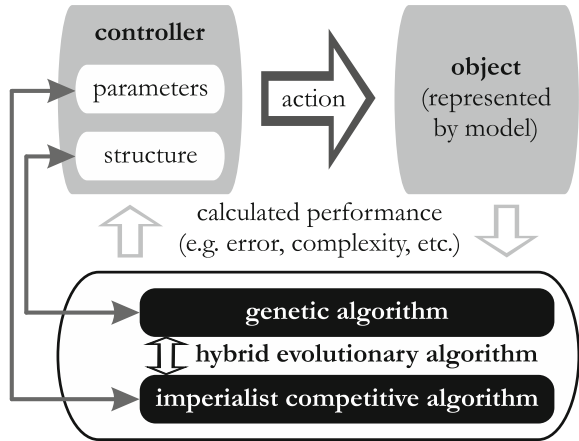 controller
parameters
structure
action
object
(represented
by model)
calculated performance
(e.g. error, complexity, etc.)
genetic algorithm
hybrid evolutionary algorithm
imperialist competitive algorithm